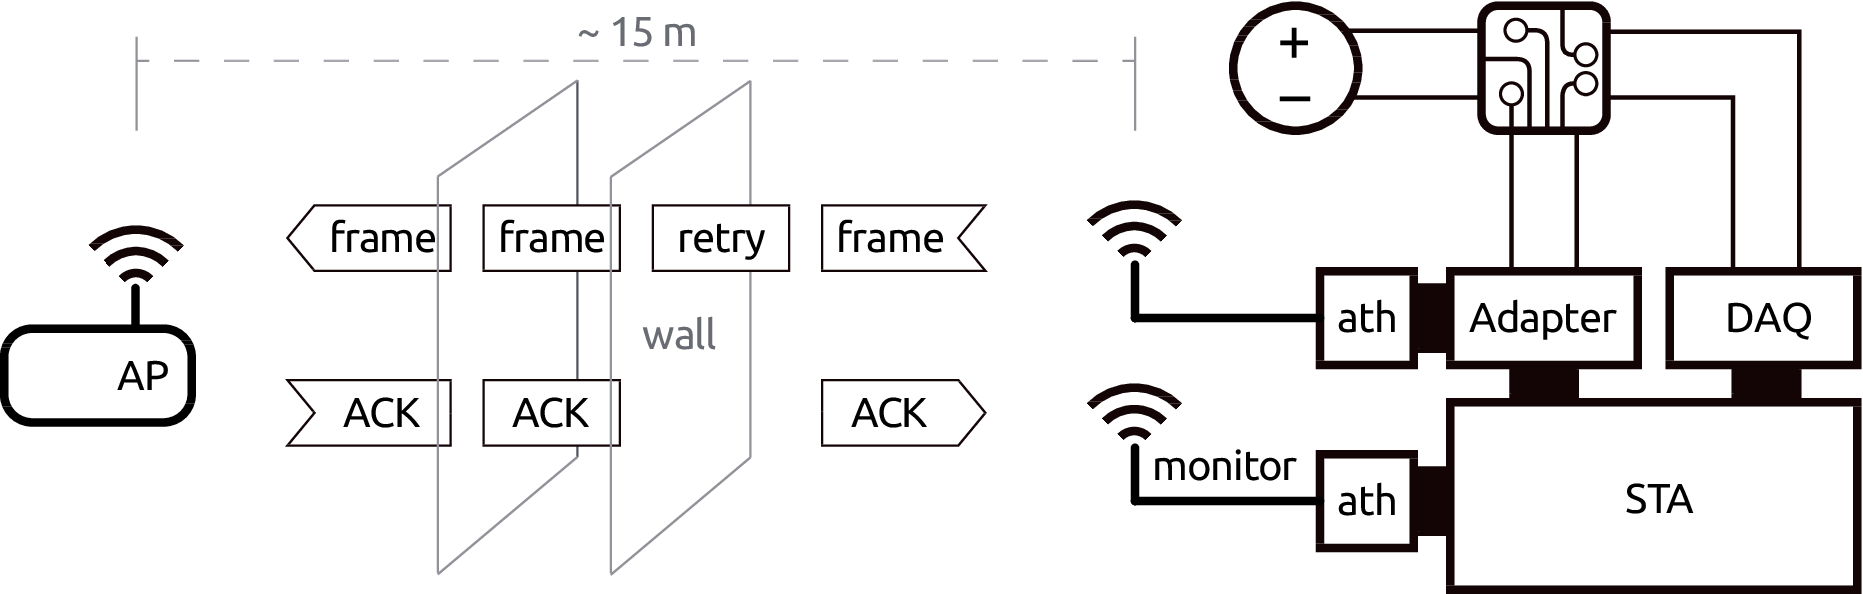 ~ 15 m
+
−
frame frame retry frame
wall
ath Adapter DAQ
AP
ACK ACK ACK
monitor
ath STA